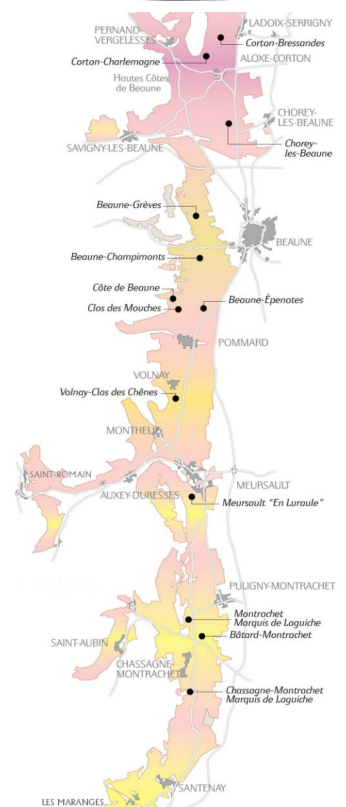 LADOIX-SERRIGNY
PERNAND-
VERGELESSES
Corton-Bressandes
Corton-Charlemagne
ALOXE-CORTON
Hautes Côtes
de Beaune
CHOREY-
LES-BEAUNE
SAVIGNY-LES-BEAUNE
Chorey-
les-Beaune
Beaune-Grèves
BEAUNE
Beaune-Champimonts
Côte de Beaune
Clos des Mouches
Beaune-Épenotes
POMMARD
VOLNAY
Volnay-Clos des Chênes
MONTHELIE
SAINT-ROMAIN
MEURSAULT
AUXEY-DURESSES
Meursault "En Luraule"
PULIGNY-MONTRACHET
Montrachet
Marquis de Laguiche
Bâtard-Montrachet
SAINT-AUBIN
CHASSAGNE-
MONTRACHET
Chassagne-Montrachet
Marquis de Laguiche
SANTENAY
LES MARANGES